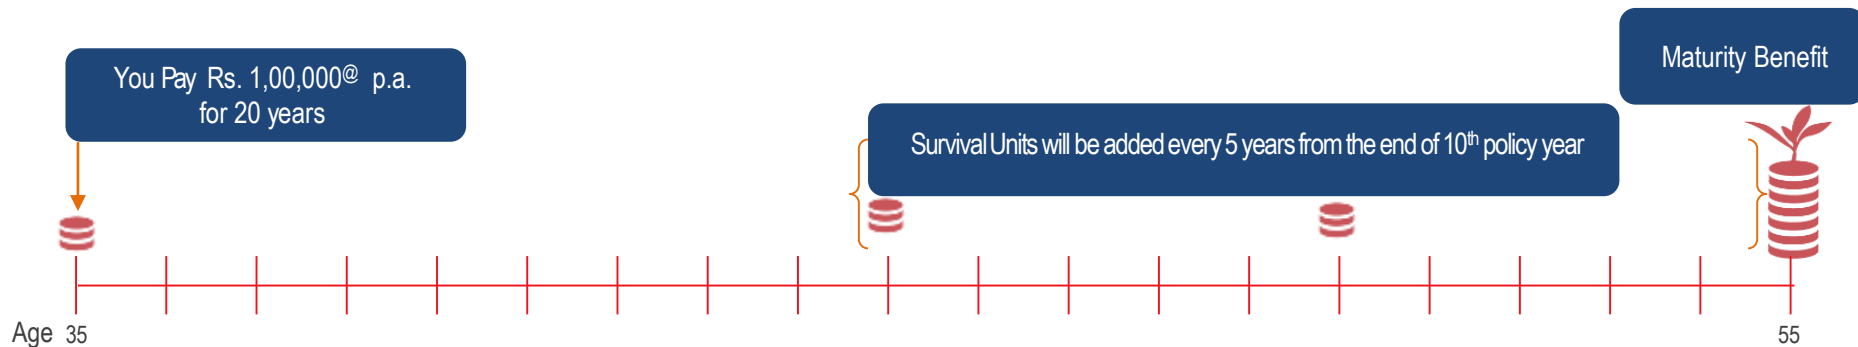 You Pay Rs. 1,00,000@ p.a.
for 20 years
Survival Units will be added every 5 years from the end of 10th policy year
Maturity Benefit
Age 35
55